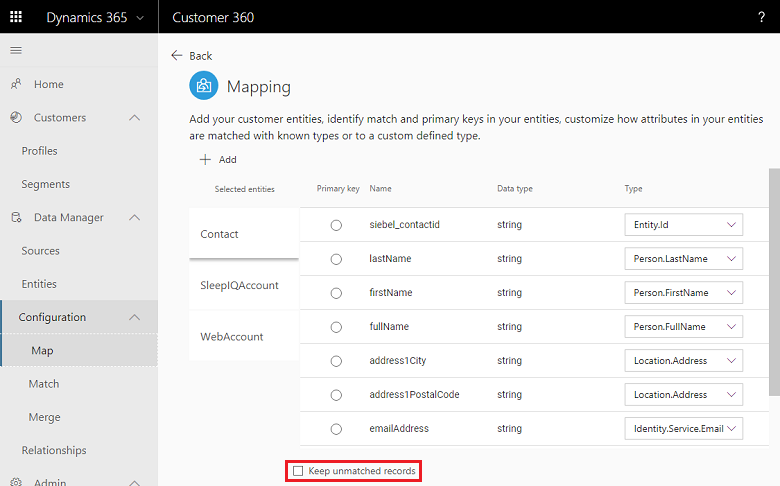 Dynamics 365
Customer 360
?
Home
Customers
Profiles
Segments
Data Manager
Sources
Entities
Configuration
Map
Match
Merge
Relationships
Admin
Back
Mapping
Add your customer entities, identify match and primary keys in your entities, customize how attributes in your entities
are matched with known types or to a custom defined type.
Add
Selected entities
Contact
SleepIQAccount
WebAccount
Primary key Name Data type Type
siebel_contactid string Entity.Id
lastName string Person.LastName
firstName string Person.FirstName
fullName string Person.FullName
address1City string Location.Address
address1PostalCode string Location.Address
emailAddress string Identity.Service.Email
Keep unmatched records